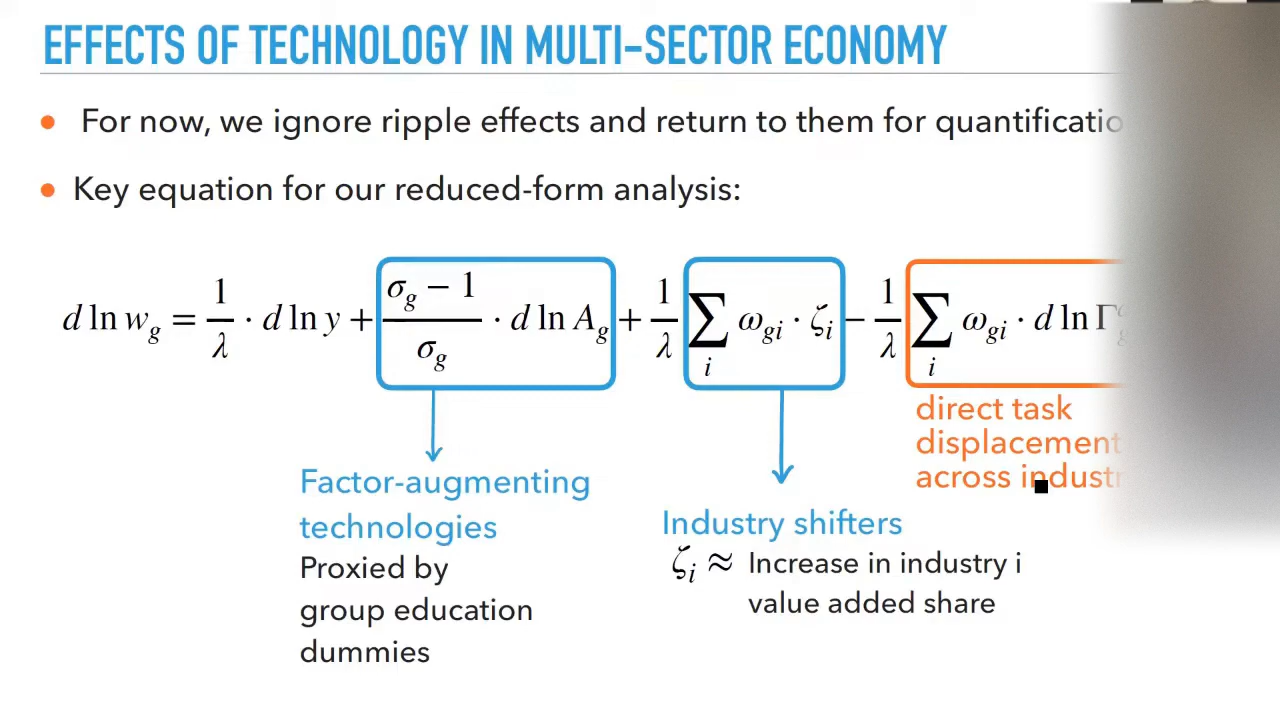 EFFECTS OF TECHNOLOGY IN MULTI-SECTOR ECONOMY
For now, we ignore ripple effects and return to them for
Key equation for our reduced-form analysis:
d ln w_g = 1/λ · d ln y + (σ_g − 1)/σ_g · d ln A_g + 1/λ ∑_i ω_gi · ζ_i − 1/λ ∑_i ω_gi · d ln Γ
direct task
displacement
across
Factor-augmenting
technologies
Proxied by
group education
dummies
Industry shifters
ζ_i ≈ Increase in industry i
value added share